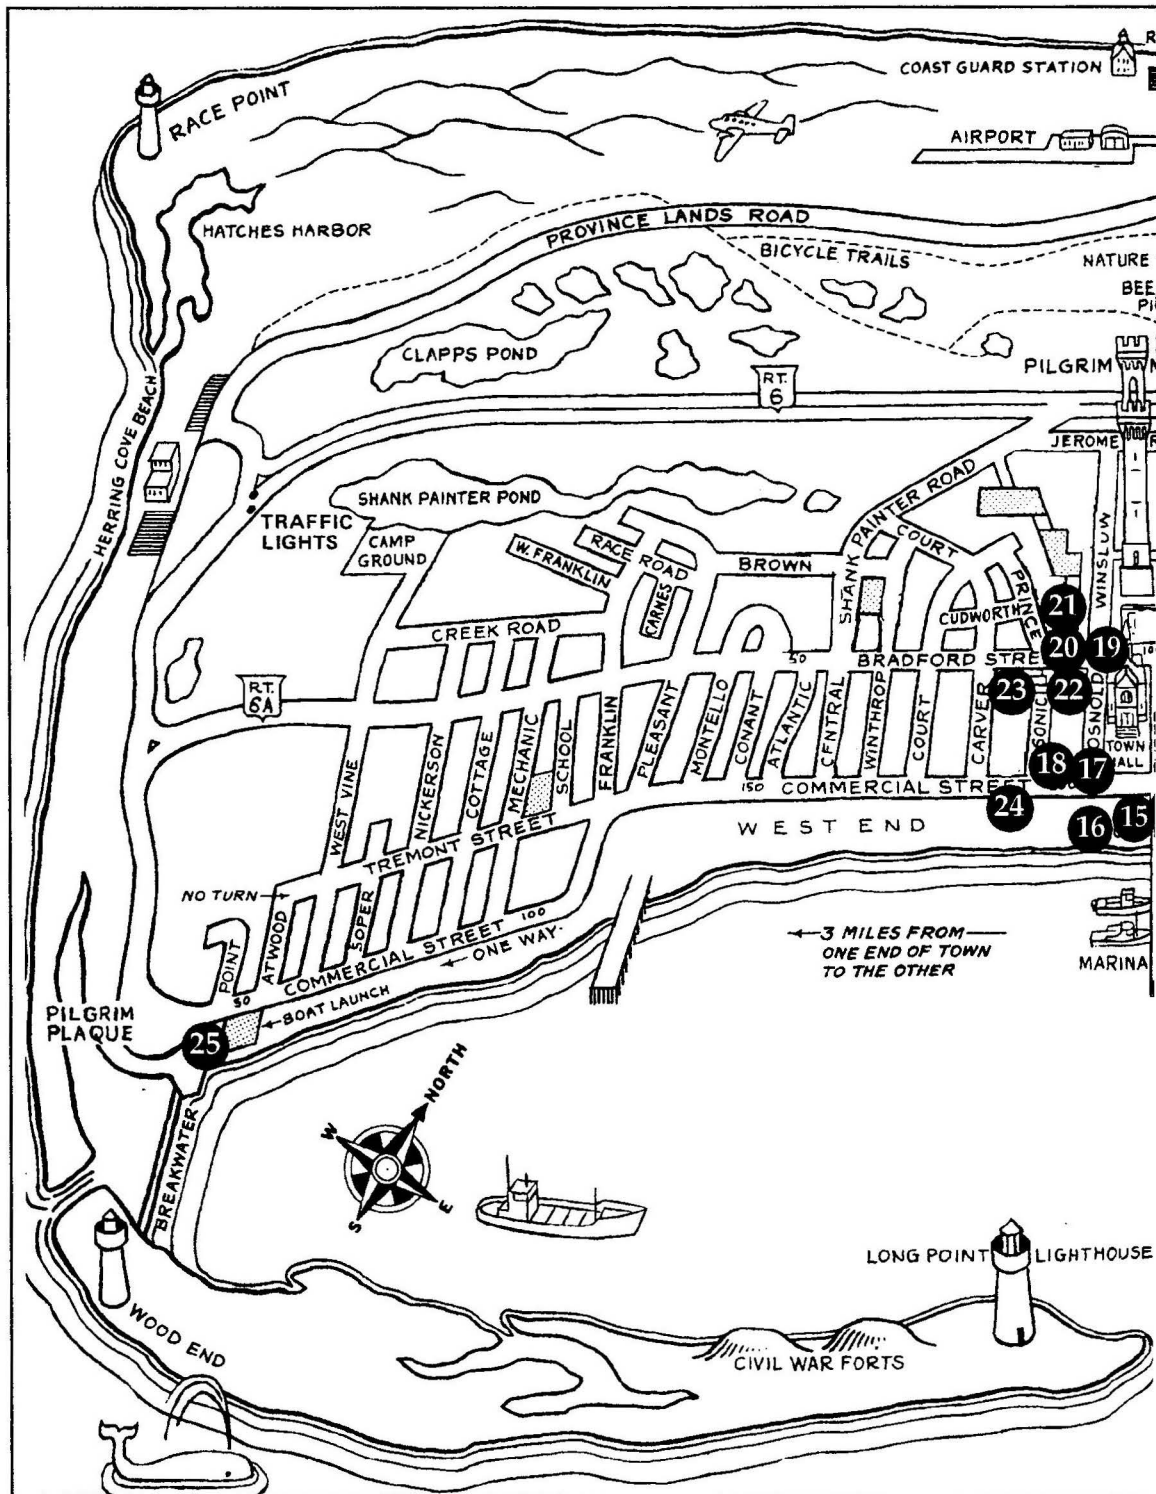 R
COAST GUARD STATION
RACE POINT
AIRPORT
HATCHES HARBOR
PROVINCE LANDS ROAD
BICYCLE TRAILS
NATURE
BEE
CLAPPS POND
RT.
6
PILGRIM
HERRING COVE BEACH
JEROME
SHANK PAINTER POND
SHANK PAINTER ROAD
TRAFFIC
LIGHTS
CAMP
GROUND
W. FRANKLIN
RACE ROAD
CARNES
BROWN
COURT
PRINCE
WINSLOW
CUDWORTH
21
CREEK ROAD
50
BRADFORD STRE
20
19
10
RT.
6A
23
22
WEST VINE
NICKERSON
COTTAGE
MECHANIC
SCHOOL
FRANKLIN
PLEASANT
MONTELLO
CONANT
ATLANTIC
CENTRAL
WINTHROP
COURT
CARVER
SONIC
OSNOLD
TOWN
HALL
18
17
150
COMMERCIAL STREET
24
16
15
WEST END
TREMONT STREET
NO TURN
POINT
ATWOOD
SOPER
50
COMMERCIAL STREET
100
ONE WAY
3 MILES FROM
ONE END OF TOWN
TO THE OTHER
MARINA
BOAT LAUNCH
PILGRIM
PLAQUE
25
BREAKWATER
NORTH
W
S
E
LONG POINT LIGHTHOUSE
WOOD END
CIVIL WAR FORTS